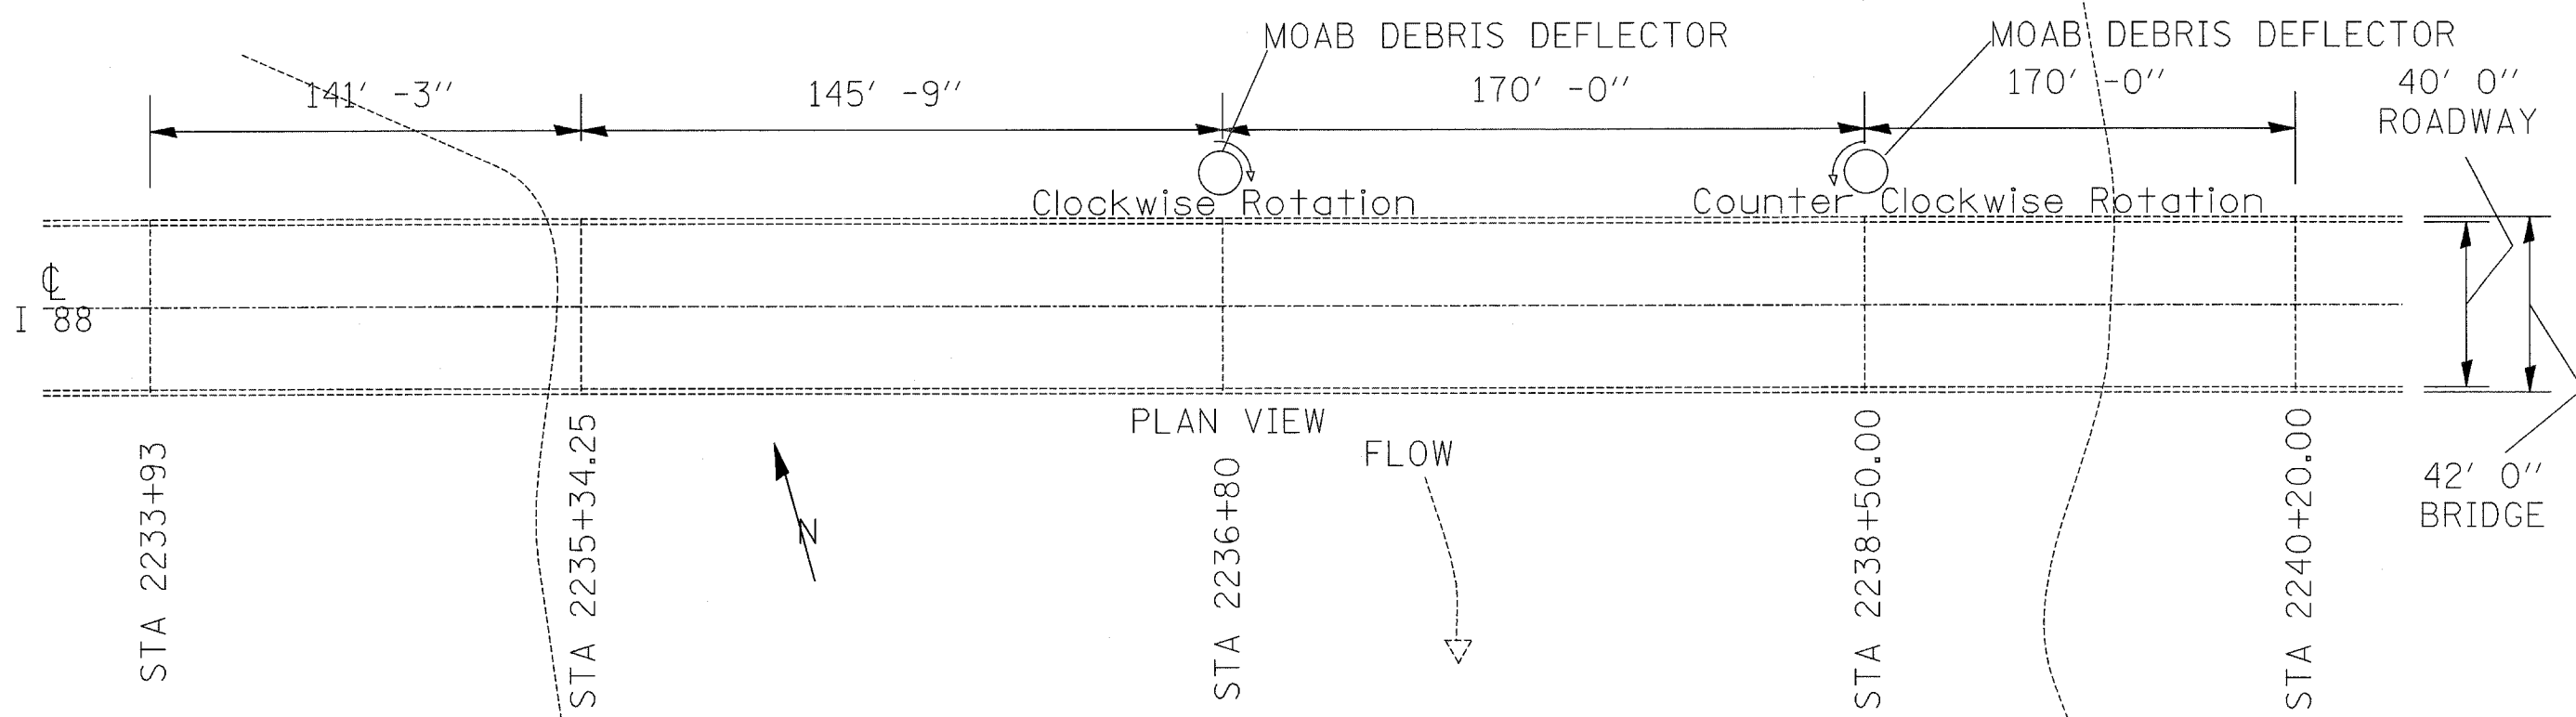 MOAB DEBRIS DEFLECTOR
MOAB DEBRIS DEFLECTOR
141' -3"
145' -9"
170' -0"
170' -0"
40' 0"
ROADWAY
Clockwise Rotation
Counter Clockwise Rotation
℄
I 88
PLAN VIEW
FLOW
N
STA 2233+93
STA 2235+34.25
STA 2236+80
STA 2238+50.00
STA 2240+20.00
42' 0"
BRIDGE